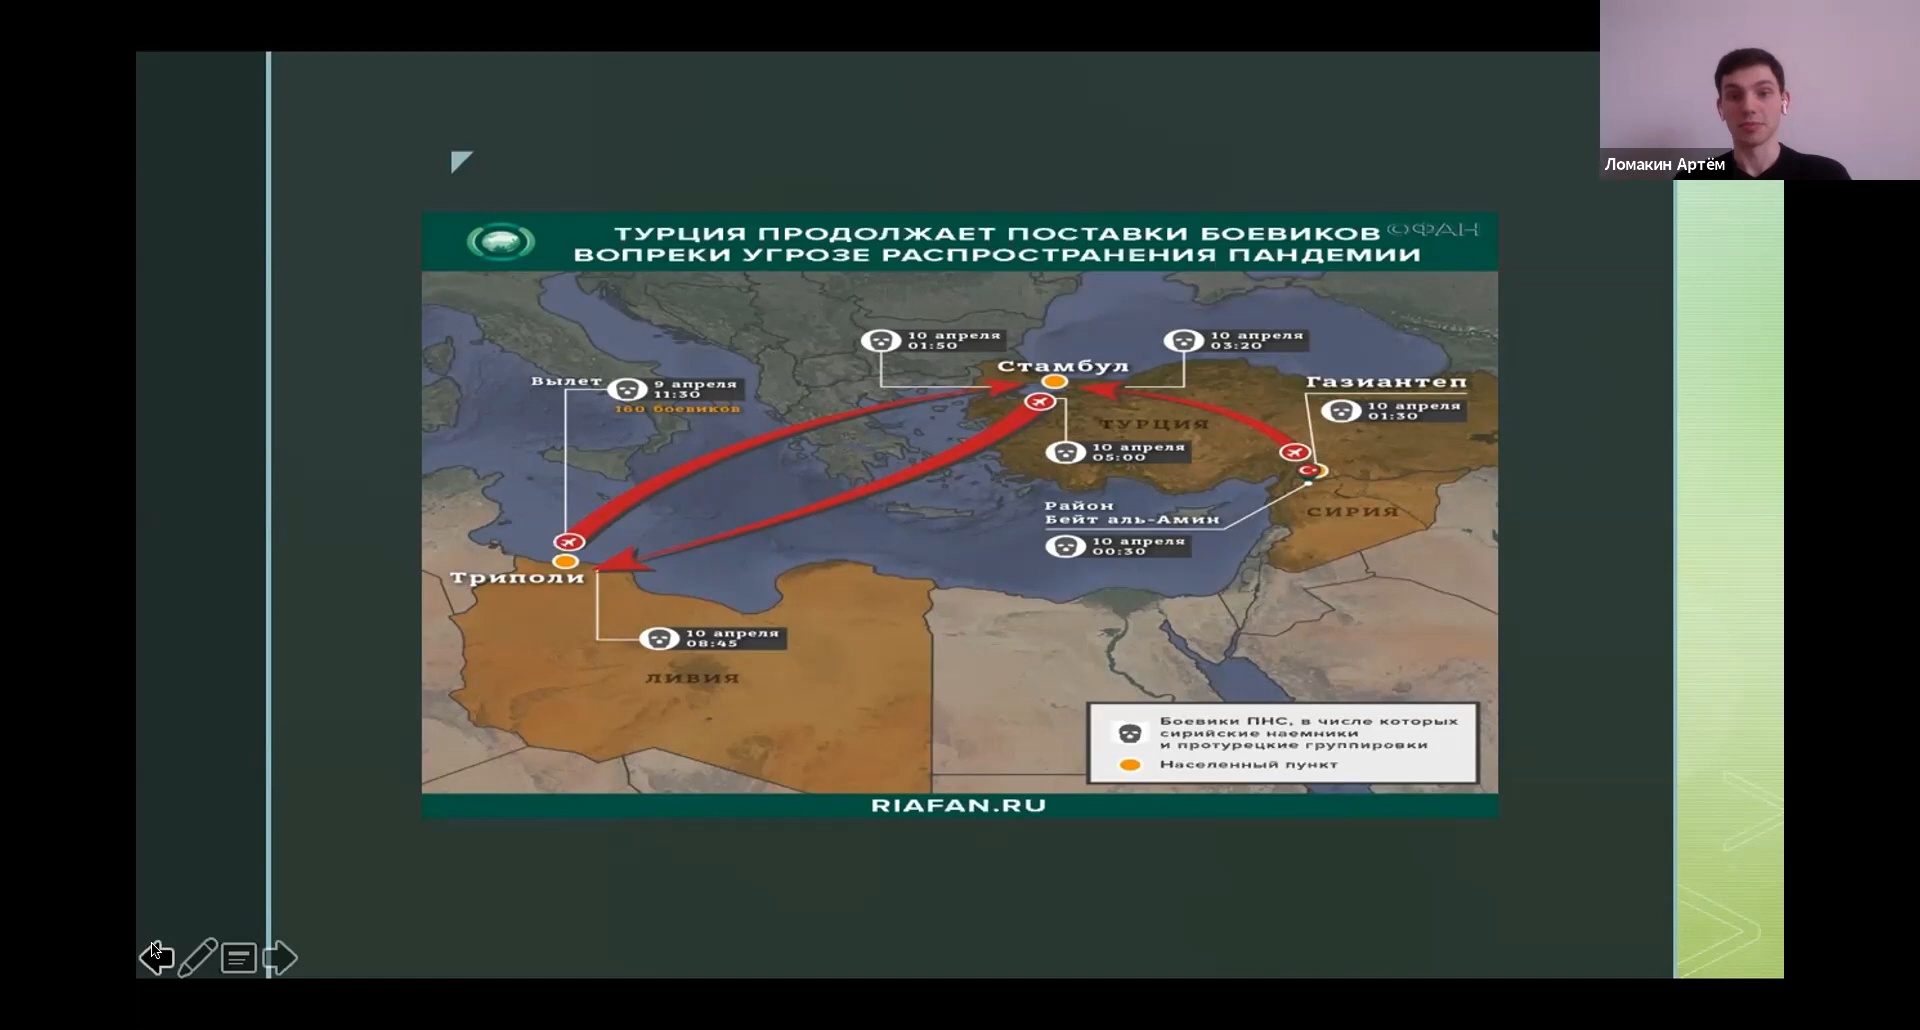 Ломакин Артём
ТУРЦИЯ ПРОДОЛЖАЕТ ПОСТАВКИ БОЕВИКОВ
ВОПРЕКИ УГРОЗЕ РАСПРОСТРАНЕНИЯ ПАНДЕМИИ
©ФАН
10 апреля
01:50
10 апреля
03:20
Стамбул
Вылет
9 апреля
11:30
160 боевиков
Газиантеп
10 апреля
01:30
ТУРЦИЯ
10 апреля
05:00
Район
Бейт аль-Амин
10 апреля
00:30
СИРИЯ
Триполи
10 апреля
08:45
ЛИВИЯ
Боевики ПНС, в числе которых
сирийские наемники
и протурецкие группировки
Населенный пункт
RIAFAN.RU